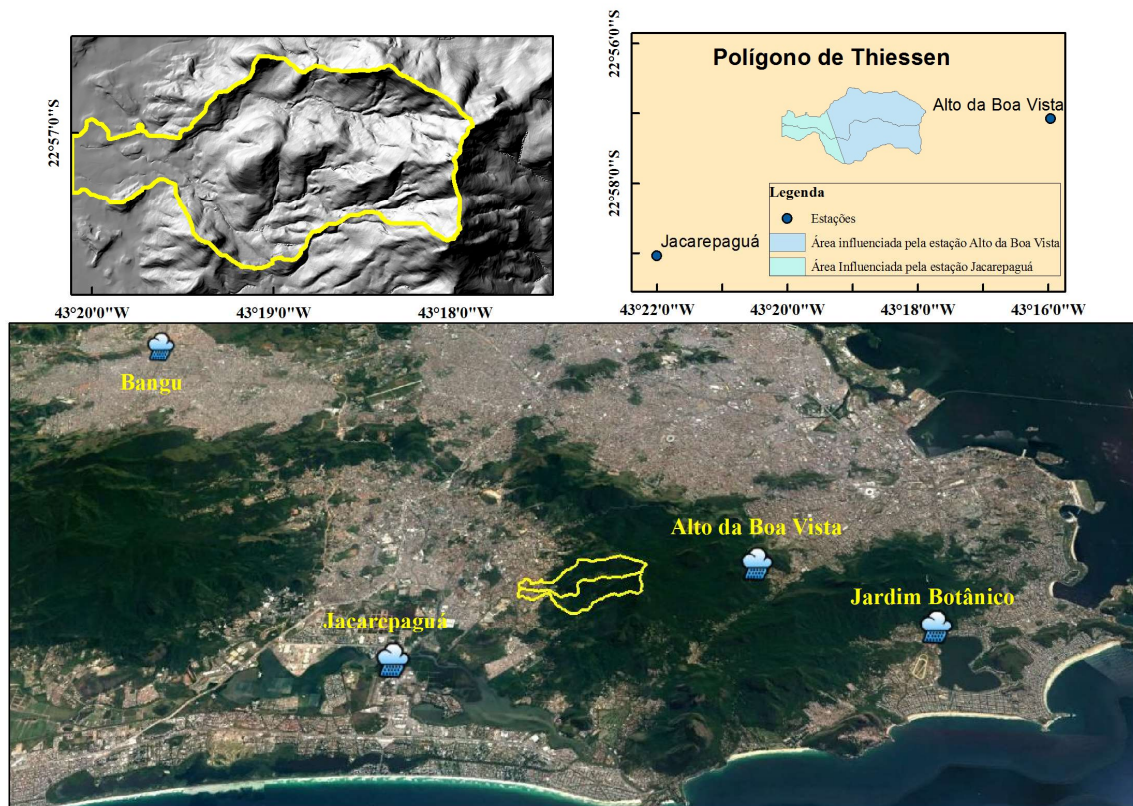 22°57'0"S
43°20'0"W
43°19'0"W
43°18'0"W
Polígono de Thiessen
22°56'0"S
22°58'0"S
Alto da Boa Vista
Jacarepaguá
Legenda
Estações
Área influenciada pela estação Alto da Boa Vista
Área Influenciada pela estação Jacarepaguá
43°22'0"W
43°20'0"W
43°18'0"W
43°16'0"W
Bangu
Alto da Boa Vista
Jardim Botânico
Jacarepaguá